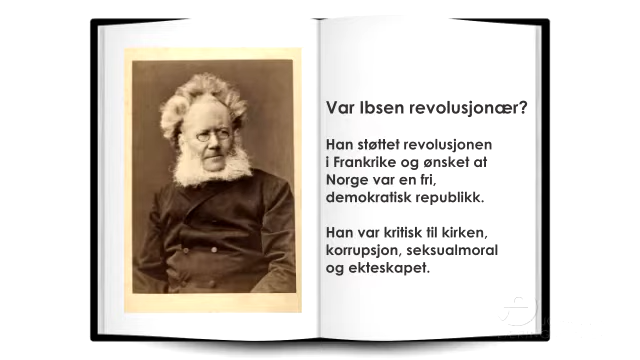 Var Ibsen revolusjonær?
Han støttet revolusjonen
i Frankrike og ønsket at
Norge var en fri,
demokratisk republikk.
Han var kritisk til kirken,
korrupsjon, seksualmoral
og ekteskapet.